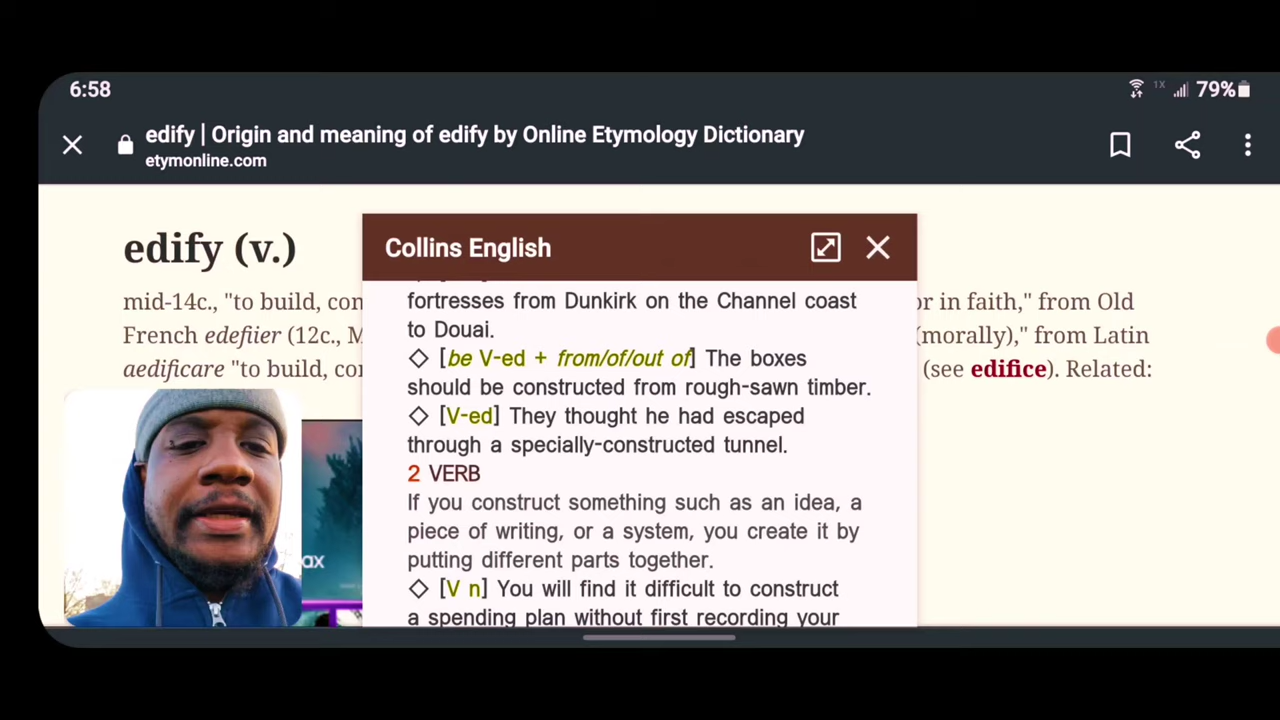 6:58
1X
79%
edify | Origin and meaning of edify by Online Etymology Dictionary
etymonline.com
edify (v.)
mid-14c., "to build, con
or in faith," from Old
French edefiier (12c., M
(morally)," from Latin
aedificare "to build, co
(see edifice). Related:
ax
Collins English
fortresses from Dunkirk on the Channel coast
to Douai.
◇ [be V-ed + from/of/out of] The boxes
should be constructed from rough-sawn timber.
◇ [V-ed] They thought he had escaped
through a specially-constructed tunnel.
2 VERB
If you construct something such as an idea, a
piece of writing, or a system, you create it by
putting different parts together.
◇ [V n] You will find it difficult to construct
a spending plan without first recording your